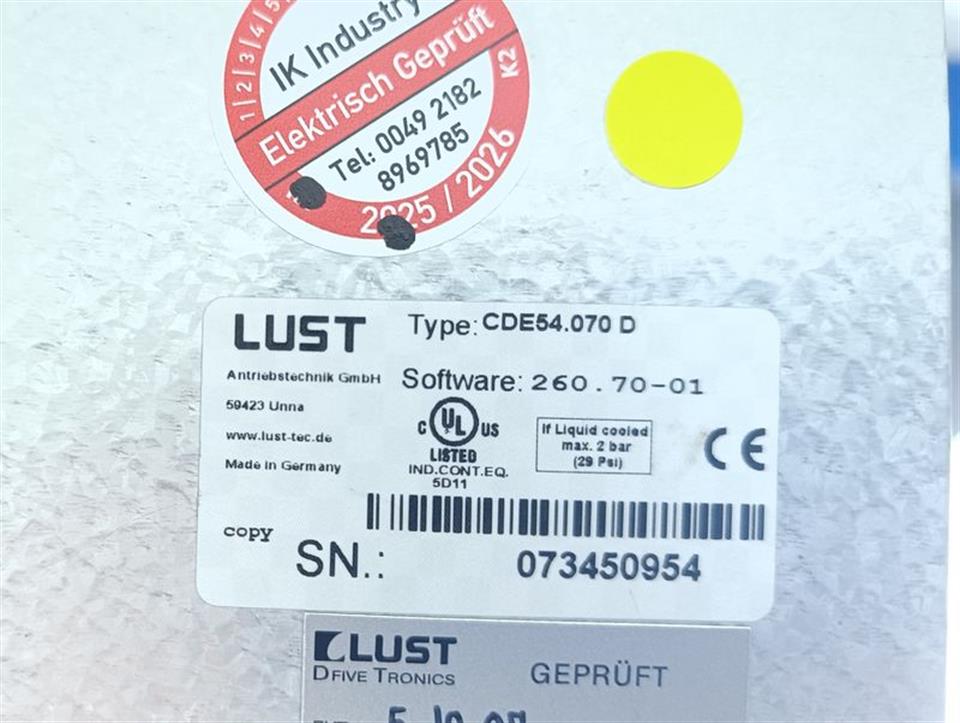 1 2 3 4 5
IK Industry
Elektrisch Geprüft
K2
Tel: 0049 2182
8969785
2025 / 2026
LUST
Type: CDE54.070 D
Antriebstechnik GmbH
Software: 260.70-01
59423 Unna
www.lust-tec.de
Made in Germany
C UL US
LISTED
IND.CONT.EQ.
5D11
If Liquid cooled
max. 2 bar
(29 Psi)
CE
copy
SN.: 073450954
LUST
DFIVE TRONICS
GEPRÜFT